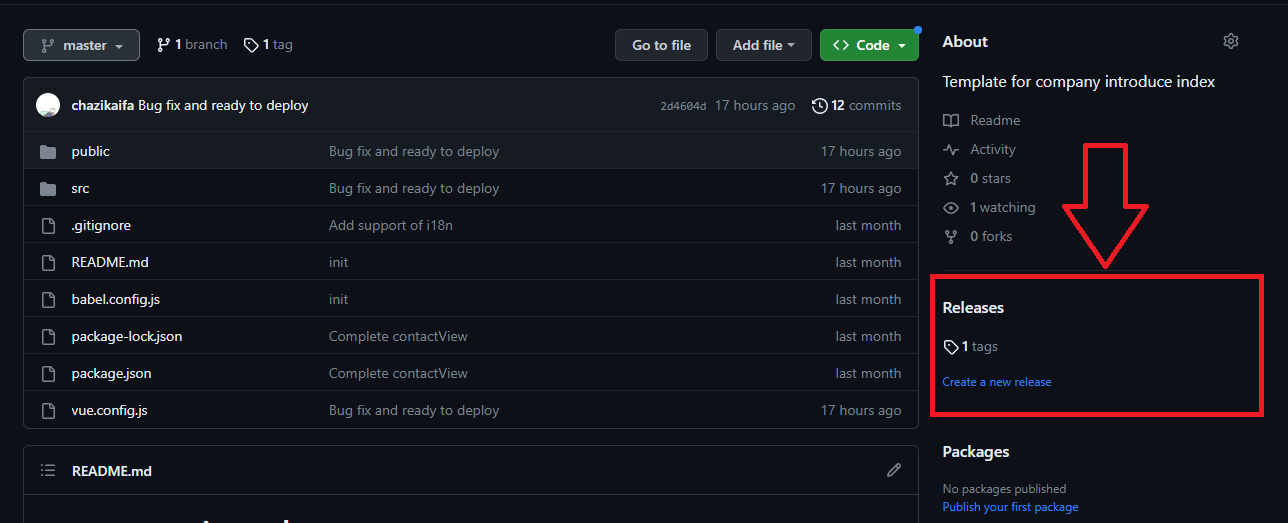 master 1 branch 1 tag Go to file Add file Code
chazikaifa Bug fix and ready to deploy 2d4604d 17 hours ago 12 commits
public Bug fix and ready to deploy 17 hours ago
src Bug fix and ready to deploy 17 hours ago
.gitignore Add support of i18n last month
README.md init last month
babel.config.js init last month
package-lock.json Complete contactView last month
package.json Complete contactView last month
vue.config.js Bug fix and ready to deploy 17 hours ago
README.md
About
Template for company introduce index
Readme
Activity
0 stars
1 watching
0 forks
Releases
1 tags
Create a new release
Packages
No packages published
Publish your first package